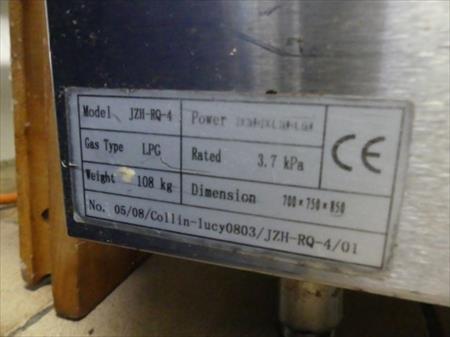 Model JZH-RQ-4 Power
Gas Type LPG Rated 3.7 kPa
Weight 108 kg Dimension 700*750*850
No. 05/08/Collin-lucy0803/JZH-RQ-4/01
CE